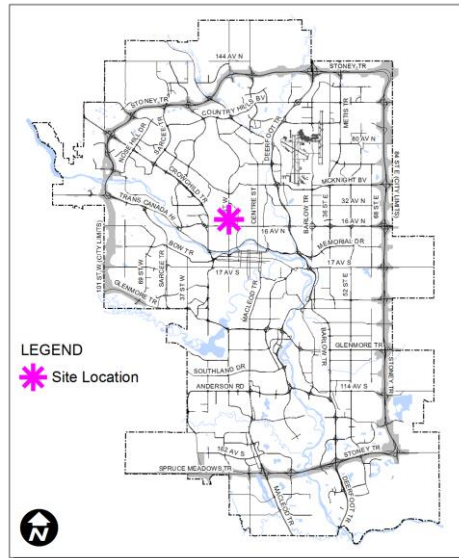 144 AV N
STONEY TR
STONEY TR
COUNTRY HILLS BV
NOSE HILL DR
SARCEE TR
DEERFOOT TR
METIS TR
80 AV N
CROWCHILD TR
MCKNIGHT BV
TRANS CANADA HI
CENTRE ST
BARLOW TR
36 ST E
32 AV N
68 ST E
84 ST E (CITY LIMITS)
16 AV N
16 AV N
MEMORIAL DR
BOW TR
101 ST W (CITY LIMITS)
69 ST W
SARCEE TR
37 ST W
17 AV S
17 AV S
52 ST E
GLENMORE TR
MACLEOD TR
BARLOW TR
GLENMORE TR
LEGEND
Site Location
SOUTHLAND DR
ANDERSON RD
114 AV S
STONEY TR
162 AV S
STONEY TR
SPRUCE MEADOWS TR
MACLEOD TR
DEERFOOT TR
N